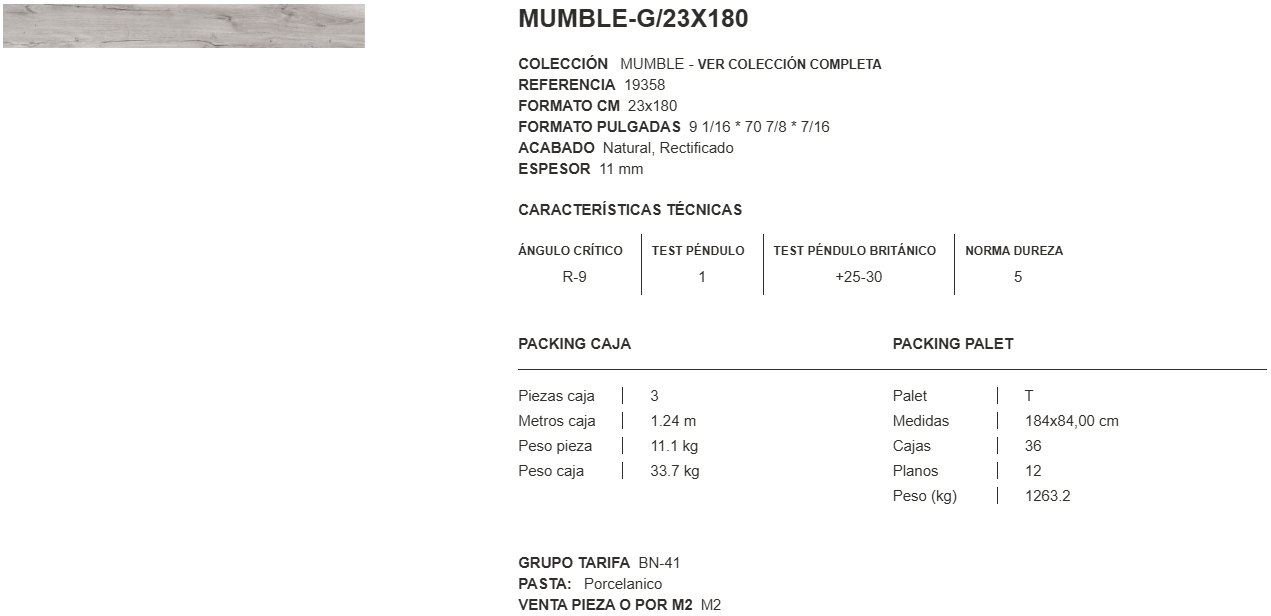 MUMBLE-G/23X180
COLECCIÓN MUMBLE - VER COLECCIÓN COMPLETA
REFERENCIA 19358
FORMATO CM 23x180
FORMATO PULGADAS 9 1/16 * 70 7/8 * 7/16
ACABADO Natural, Rectificado
ESPESOR 11 mm
CARACTERÍSTICAS TÉCNICAS
ÁNGULO CRÍTICO TEST PÉNDULO TEST PÉNDULO BRITÁNICO NORMA DUREZA
R-9 1 +25-30 5
PACKING CAJA PACKING PALET
Piezas caja 3 Palet T
Metros caja 1.24 m Medidas 184x84,00 cm
Peso pieza 11.1 kg Cajas 36
Peso caja 33.7 kg Planos 12
Peso (kg) 1263.2
GRUPO TARIFA BN-41
PASTA: Porcelanico
VENTA PIEZA O POR M2 M2